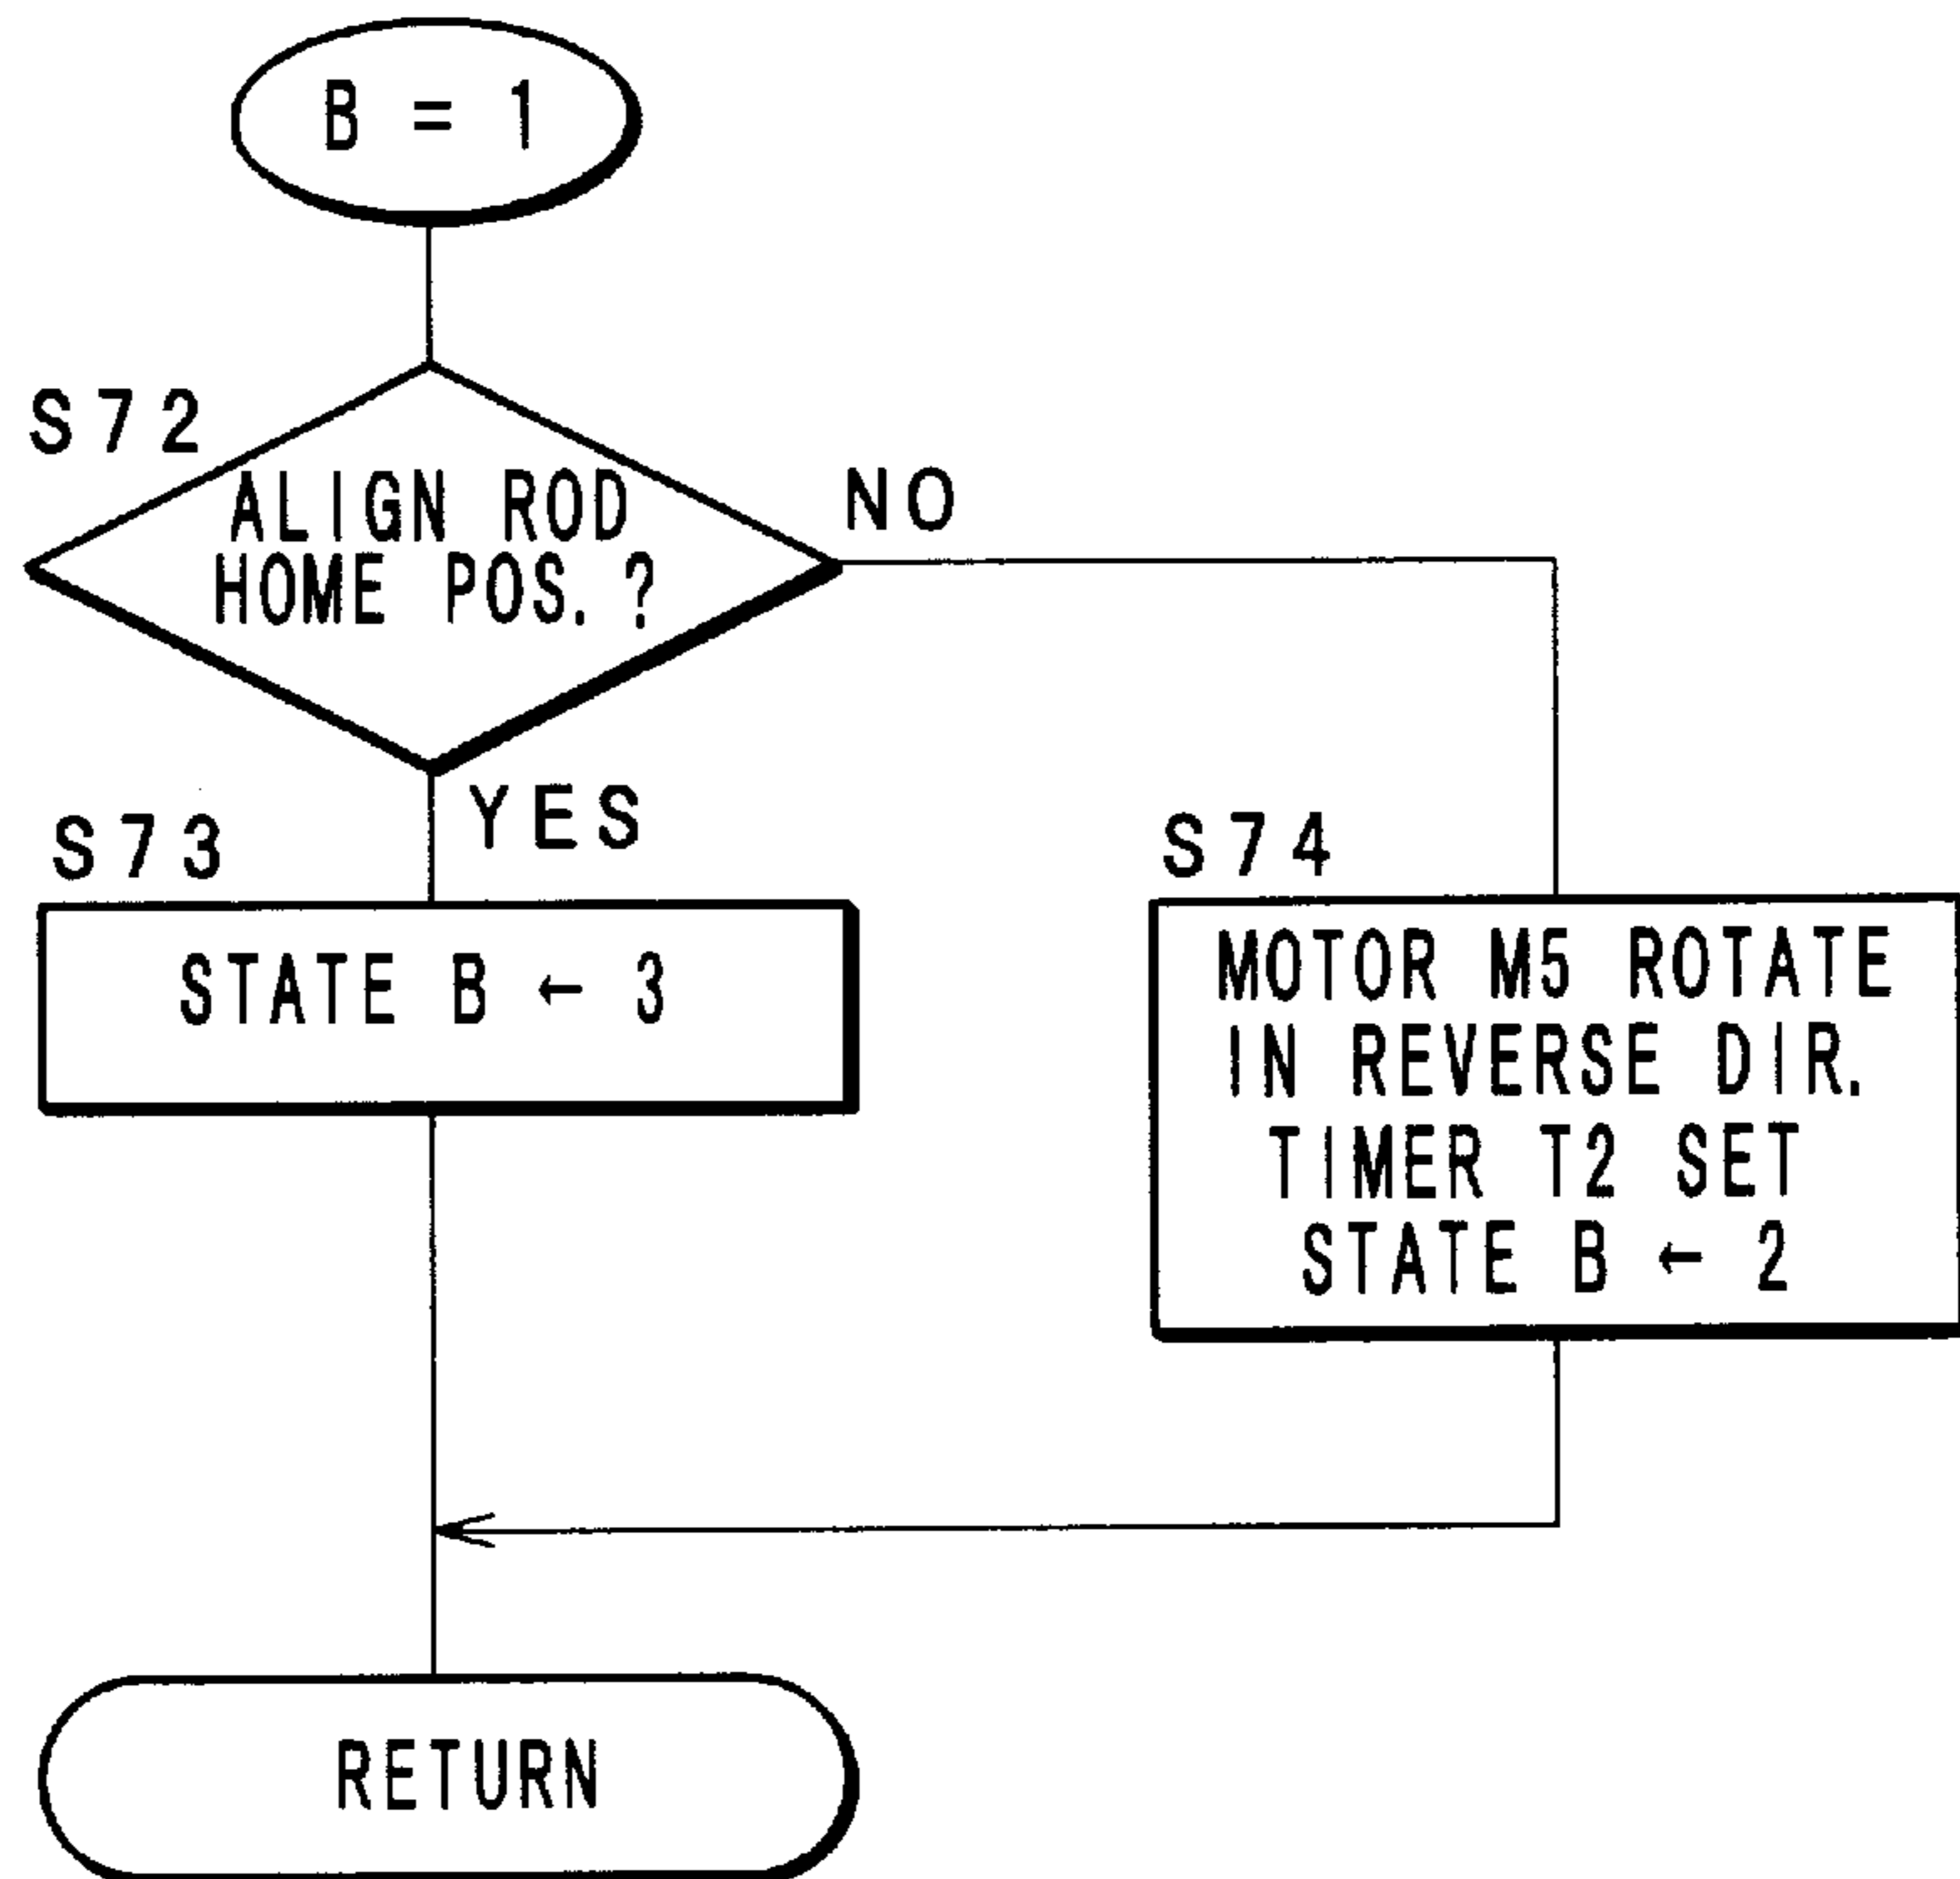 B = 1
S72
ALIGN ROD
HOME POS. ?
NO
YES
S73
STATE B ← 3
S74
MOTOR M5 ROTATE
IN REVERSE DIR.
TIMER T2 SET
STATE B ← 2
RETURN